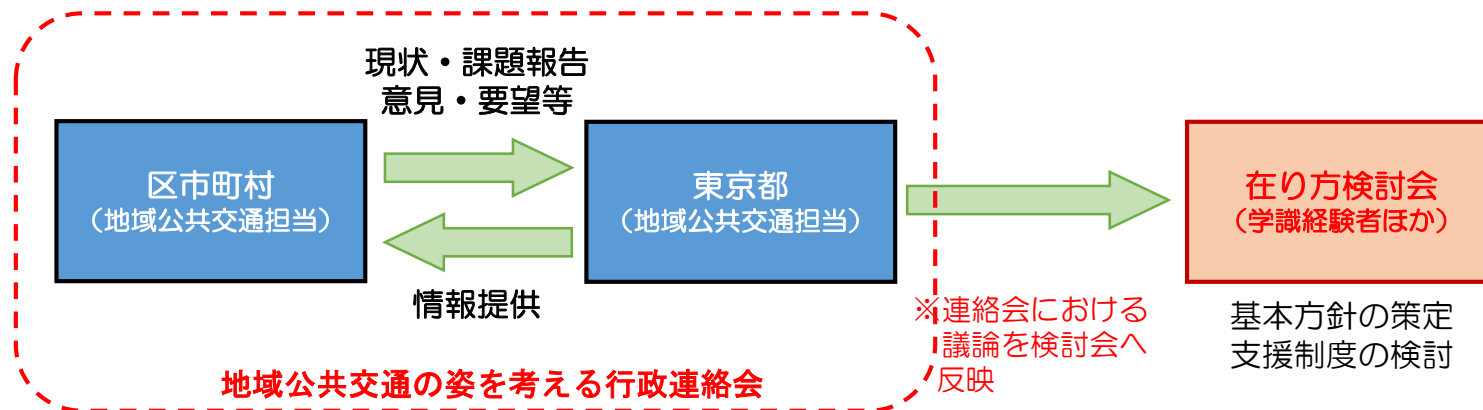 現状・課題報告
意見・要望等
区市町村
（地域公共交通担当）
東京都
（地域公共交通担当）
在り方検討会
（学識経験者ほか）
情報提供
※連絡会における
議論を検討会へ
反映
基本方針の策定
支援制度の検討
地域公共交通の姿を考える行政連絡会